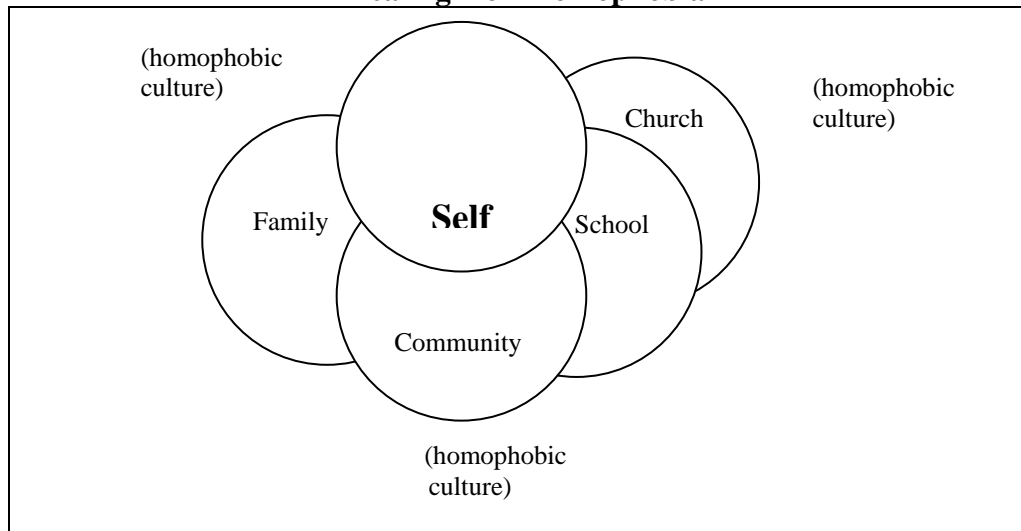 (homophobic
culture)
(homophobic
culture)
Church
Family
Self
School
Community
(homophobic
culture)